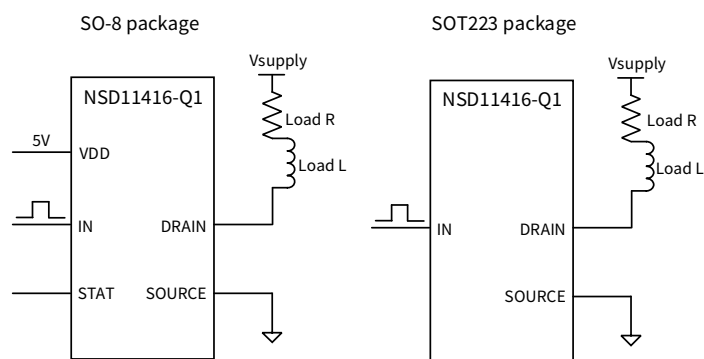 SO-8 package
NSD11416-Q1
Vsupply
Load R
Load L
5V
VDD
IN
DRAIN
STAT
SOURCE
SOT223 package
NSD11416-Q1
Vsupply
Load R
Load L
IN
DRAIN
SOURCE